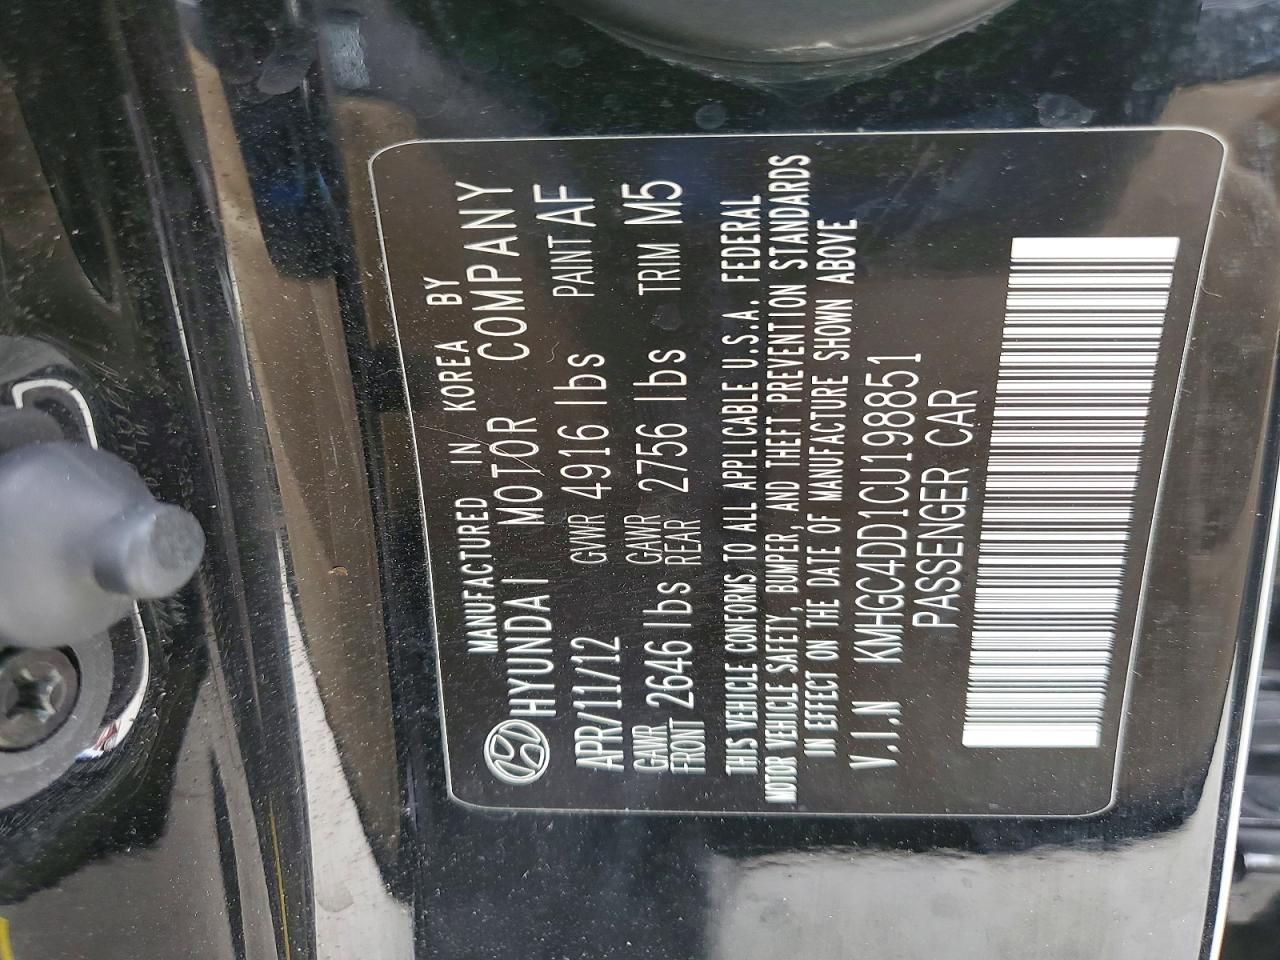 MANUFACTURED IN KOREA BY
HYUNDAI MOTOR COMPANY
APR/11/12 GVWR 4916 lbs PAINT AF
GAWR FRONT 2646 lbs GAWR REAR 2756 lbs TRIM M5
THIS VEHICLE CONFORMS TO ALL APPLICABLE U.S.A. FEDERAL
MOTOR VEHICLE SAFETY, BUMPER, AND THEFT PREVENTION STANDARDS
IN EFFECT ON THE DATE OF MANUFACTURE SHOWN ABOVE
V.I.N KMHGC4DD1CU198851
PASSENGER CAR